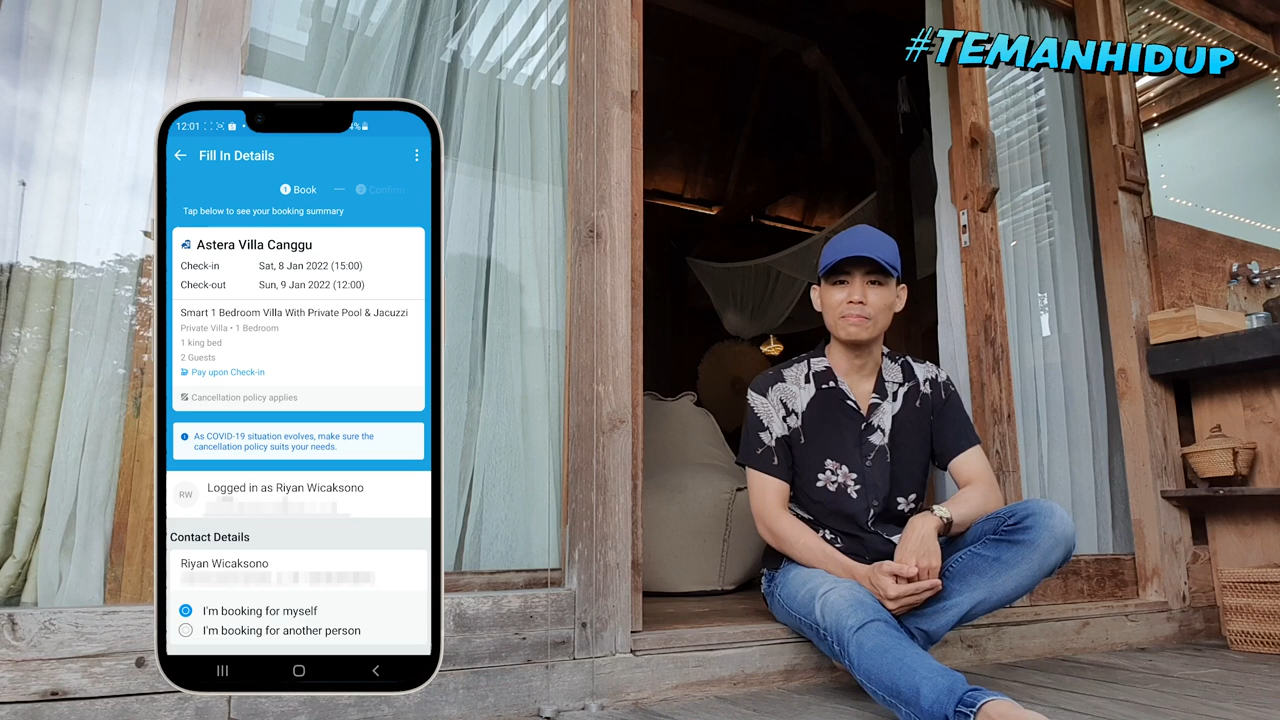 #TEMANHIDUP
12:01
4%
Fill In Details
1 Book — 2 Confirm
Tap below to see your booking summary
Astera Villa Canggu
Check-in Sat, 8 Jan 2022 (15:00)
Check-out Sun, 9 Jan 2022 (12:00)
Smart 1 Bedroom Villa With Private Pool & Jacuzzi
Private Villa • 1 Bedroom
1 king bed
2 Guests
Pay upon Check-in
Cancellation policy applies
As COVID-19 situation evolves, make sure the
cancellation policy suits your needs.
RW
Logged in as Riyan Wicaksono
Contact Details
Riyan Wicaksono
I'm booking for myself
I'm booking for another person